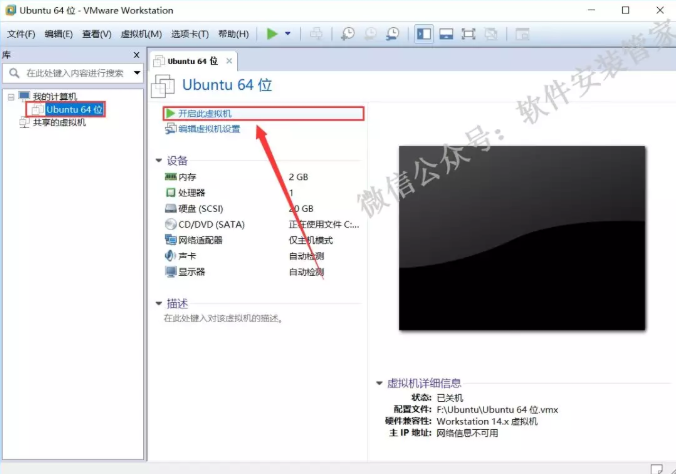 Ubuntu 64 位 - VMware Workstation
文件(F) 编辑(E) 查看(V) 虚拟机(M) 选项卡(T) 帮助(H)
库
在此处键入内容进行搜索
我的计算机
Ubuntu 64 位
共享的虚拟机
Ubuntu 64 位
Ubuntu 64 位
开启此虚拟机
编辑虚拟机设置
设备
内存 2 GB
处理器 1
硬盘 (SCSI) 20 GB
CD/DVD (SATA) 正在使用文件 C:...
网络适配器 仅主机模式
声卡 自动检测
显示器 自动检测
描述
在此处键入对该虚拟机的描述。
微信公众号：软件安装管家
虚拟机详细信息
状态: 已关机
配置文件: F:\Ubuntu\Ubuntu 64 位.vmx
硬件兼容性: Workstation 14.x 虚拟机
主 IP 地址: 网络信息不可用